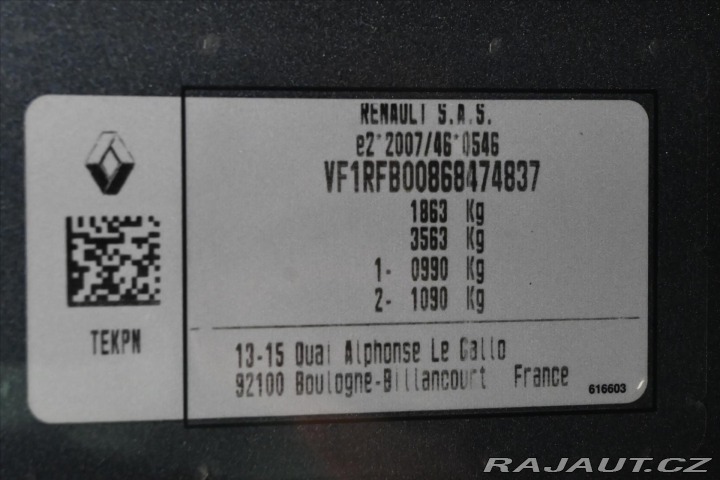 RENAULT S.A.S.
e2*2007/46*0546
VF1RFB00868474837
1863 Kg
3563 Kg
1- 0990 Kg
2- 1090 Kg
TEKPN
13-15 Quai Alphonse Le Gallo
92100 Boulogne-Billancourt France
616603
RAJAUT.CZ